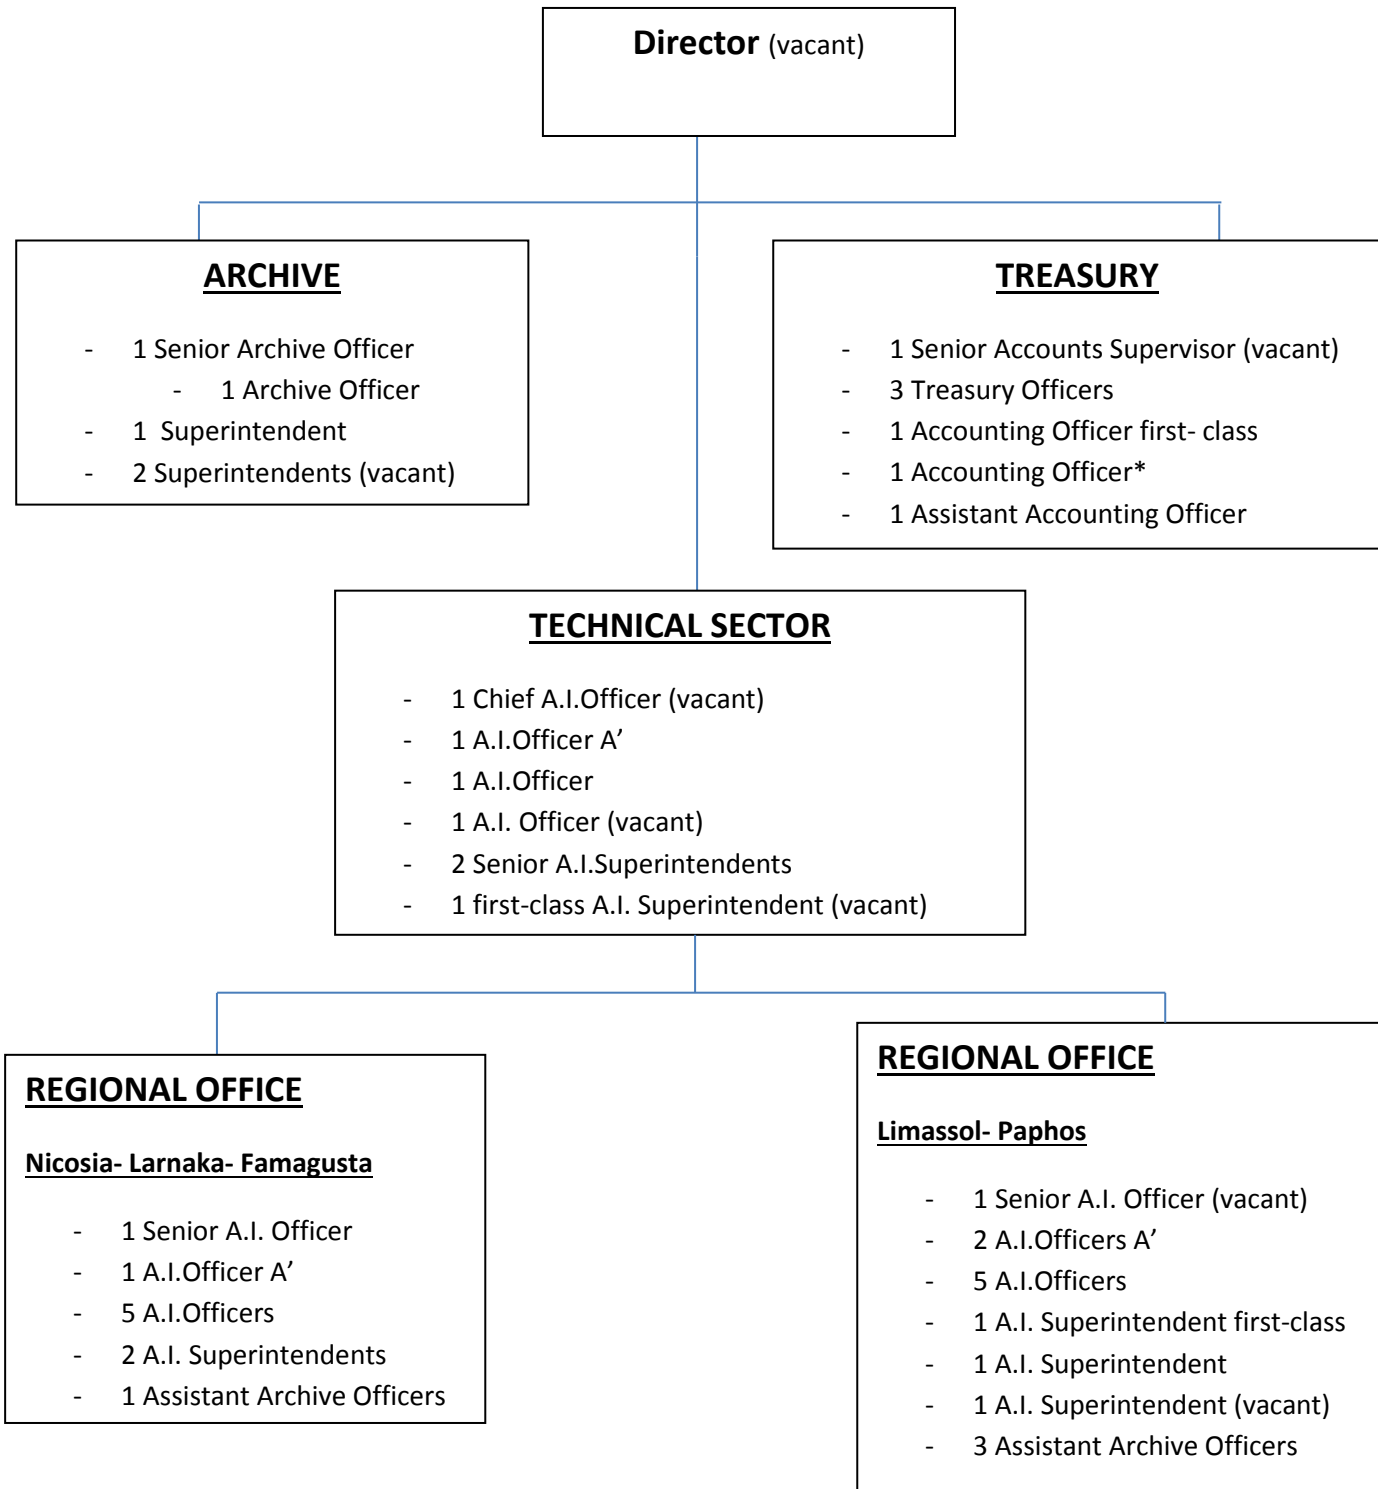 Director (vacant)
ARCHIVE
- 1 Senior Archive Officer
- 1 Archive Officer
- 1 Superintendent
- 2 Superintendents (vacant)
TREASURY
- 1 Senior Accounts Supervisor (vacant)
- 3 Treasury Officers
- 1 Accounting Officer first- class
- 1 Accounting Officer*
- 1 Assistant Accounting Officer
TECHNICAL SECTOR
- 1 Chief A.I.Officer (vacant)
- 1 A.I.Officer A’
- 1 A.I.Officer
- 1 A.I. Officer (vacant)
- 2 Senior A.I.Superintendents
- 1 first-class A.I. Superintendent (vacant)
REGIONAL OFFICE
Nicosia- Larnaka- Famagusta
- 1 Senior A.I. Officer
- 1 A.I.Officer A’
- 5 A.I.Officers
- 2 A.I. Superintendents
- 1 Assistant Archive Officers
REGIONAL OFFICE
Limassol- Paphos
- 1 Senior A.I. Officer (vacant)
- 2 A.I.Officers A’
- 5 A.I.Officers
- 1 A.I. Superintendent first-class
- 1 A.I. Superintendent
- 1 A.I. Superintendent (vacant)
- 3 Assistant Archive Officers